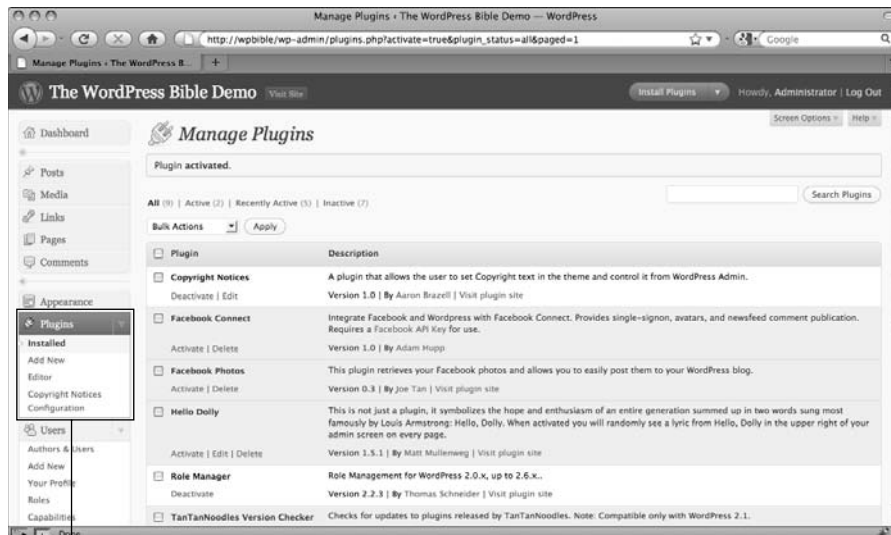 Manage Plugins ‹ The WordPress Bible Demo — WordPress
http://wpbible/wp-admin/plugins.php?activate=true&plugin_status=all&paged=1
Google
Manage Plugins ‹ The WordPress B...
The WordPress Bible Demo Visit Site
Install Plugins
Howdy, Administrator | Log Out
Screen Options
Help
Dashboard
Posts
Media
Links
Pages
Comments
Appearance
Plugins
Installed
Add New
Editor
Copyright Notices
Configuration
Users
Authors & Users
Add New
Your Profile
Roles
Capabilities
Manage Plugins
Plugin activated.
All (9) | Active (2) | Recently Active (5) | Inactive (7)
Search Plugins
Bulk Actions
Apply
Plugin Description
Copyright Notices A plugin that allows the user to set Copyright text in the theme and control it from WordPress Admin.
Deactivate | Edit Version 1.0 | By Aaron Brazell | Visit plugin site
Facebook Connect Integrate Facebook and Wordpress with Facebook Connect. Provides single-signon, avatars, and newsfeed comment publication.
Requires a Facebook API Key for use.
Activate | Delete Version 1.0 | By Adam Hupp
Facebook Photos This plugin retrieves your Facebook photos and allows you to easily post them to your WordPress blog.
Activate | Delete Version 0.3 | By Joe Tan | Visit plugin site
Hello Dolly This is not just a plugin, it symbolizes the hope and enthusiasm of an entire generation summed up in two words sung most
famously by Louis Armstrong: Hello, Dolly. When activated you will randomly see a lyric from Hello, Dolly in the upper right of your
admin screen on every page.
Activate | Edit | Delete Version 1.5.1 | By Matt Mullenweg | Visit plugin site
Role Manager Role Management for WordPress 2.0.x, up to 2.6.x..
Deactivate Version 2.2.3 | By Thomas Schneider | Visit plugin site
TanTanNoodles Version Checker Checks for updates to plugins released by TanTanNoodles. Note: Compatible only with WordPress 2.1.
Done